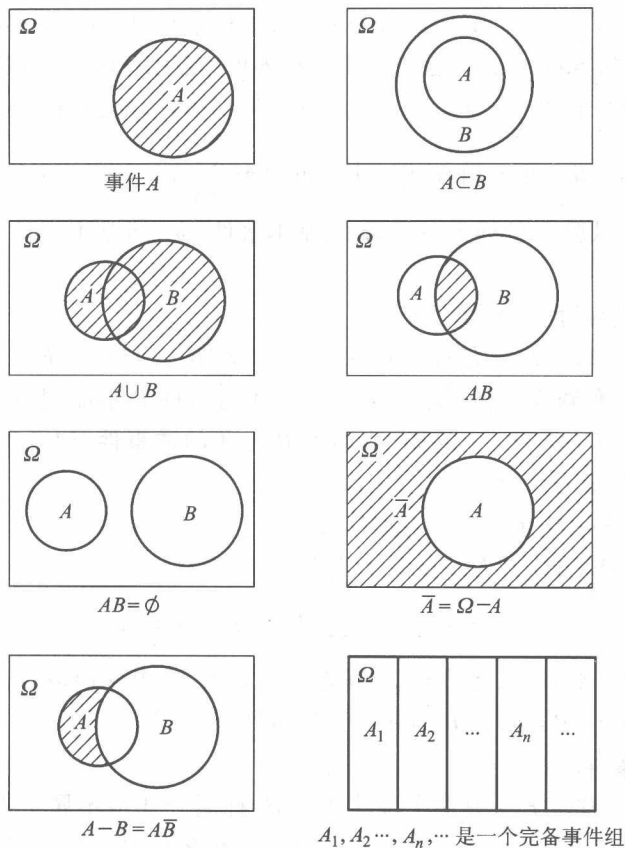 Ω
A
事件A
Ω
A
B
A⊂B
Ω
A
B
A∪B
Ω
A
B
AB
Ω
A
B
AB=∅
Ω
A̅
A
A̅=Ω−A
Ω
A
B
A−B=AB̅
Ω
A₁ A₂ … Aₙ …
A₁,A₂…,Aₙ,…是一个完备事件组